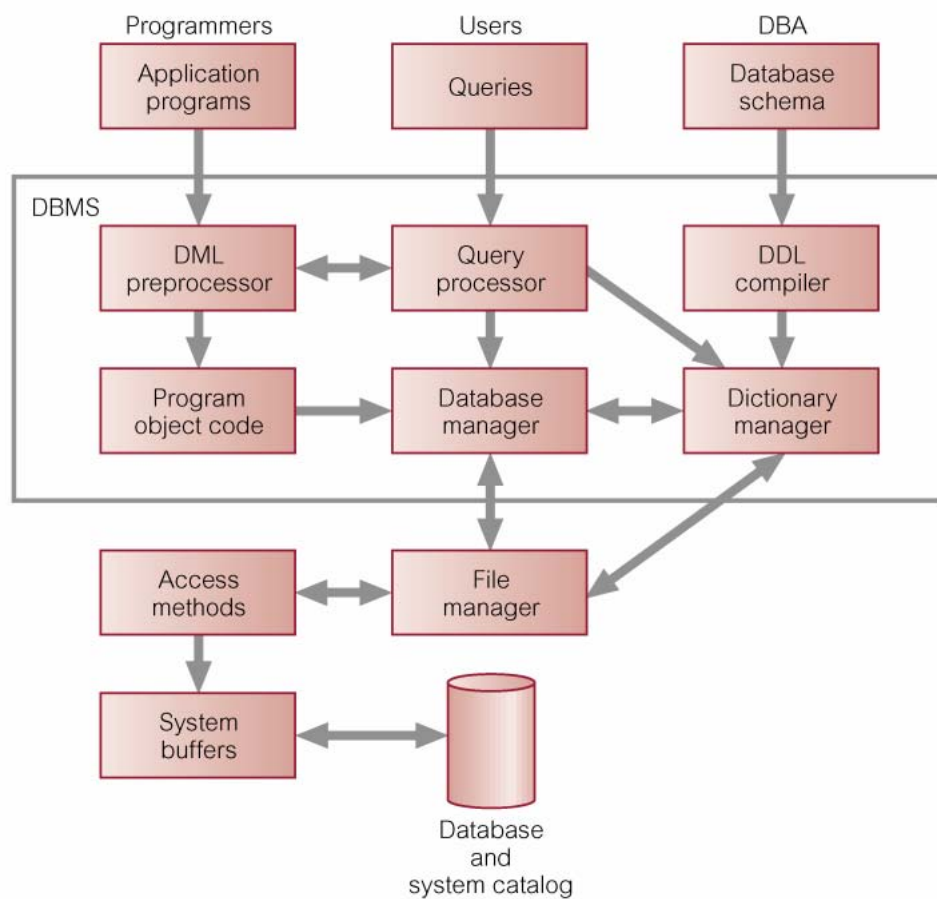 Programmers
Users
DBA
Application
programs
Queries
Database
schema
DBMS
DML
preprocessor
Query
processor
DDL
compiler
Program
object code
Database
manager
Dictionary
manager
Access
methods
File
manager
System
buffers
Database
and
system catalog